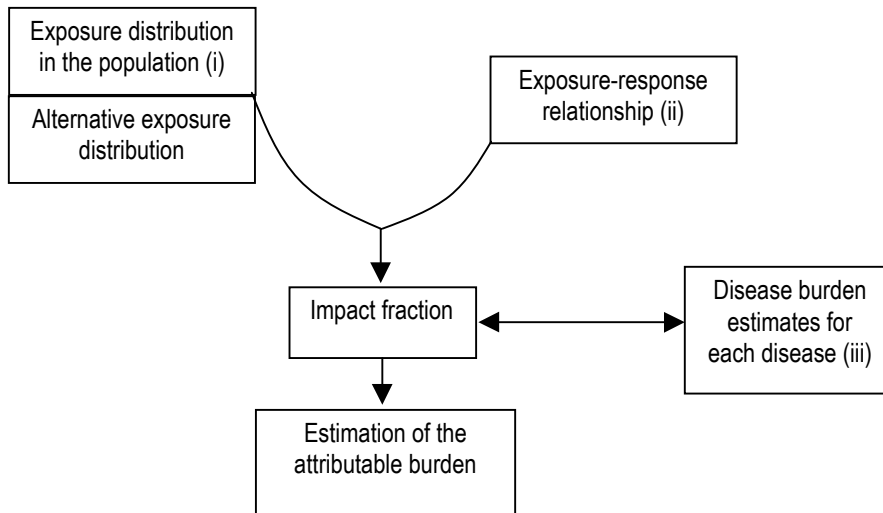 Exposure distribution
in the population (i)
Alternative exposure
distribution
Exposure-response
relationship (ii)
Impact fraction
Disease burden
estimates for
each disease (iii)
Estimation of the
attributable burden